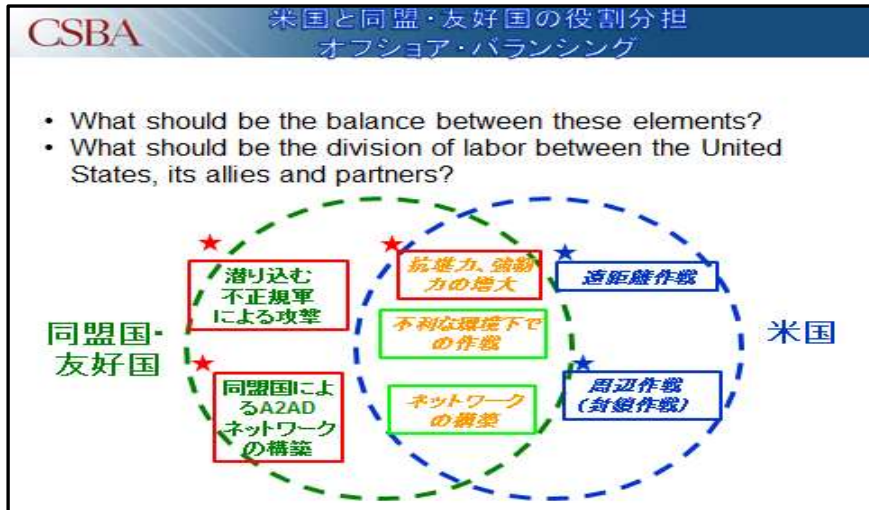 CSBA
米国と同盟・友好国の役割分担
オフショア・バランシング
• What should be the balance between these elements?
• What should be the division of labor between the United
States, its allies and partners?
同盟国・
友好国
潜り込む
不正規軍
による攻撃
同盟国によ
るA2AD
ネットワーク
の構築
抗堪力、強靭
力の増大
不利な環境下で
の作戦
ネットワーク
の構築
遠距離作戦
周辺作戦
(封鎖作戦)
米国